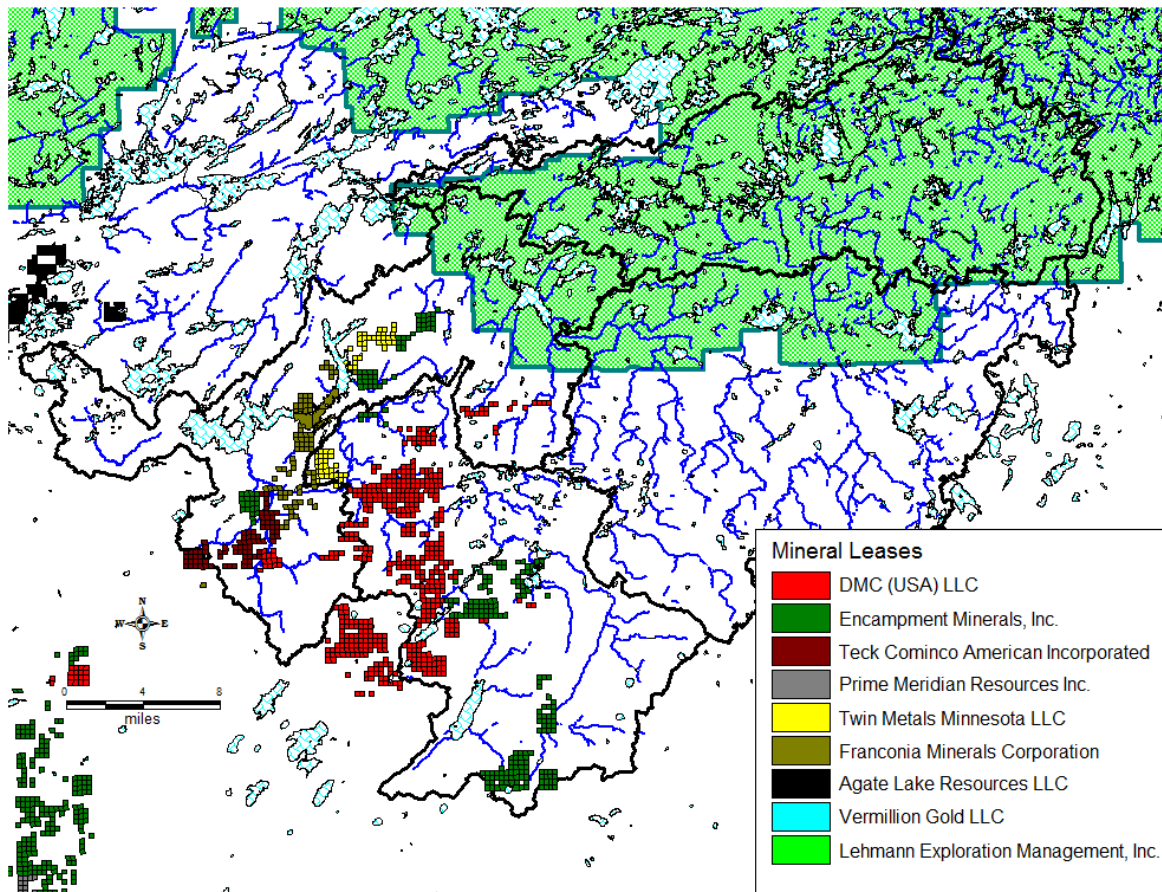 Mineral Leases
DMC (USA) LLC
Encampment Minerals, Inc.
Teck Cominco American Incorporated
Prime Meridian Resources Inc.
Twin Metals Minnesota LLC
Franconia Minerals Corporation
Agate Lake Resources LLC
Vermillion Gold LLC
Lehmann Exploration Management, Inc.
N
W E
S
0 4 8
miles